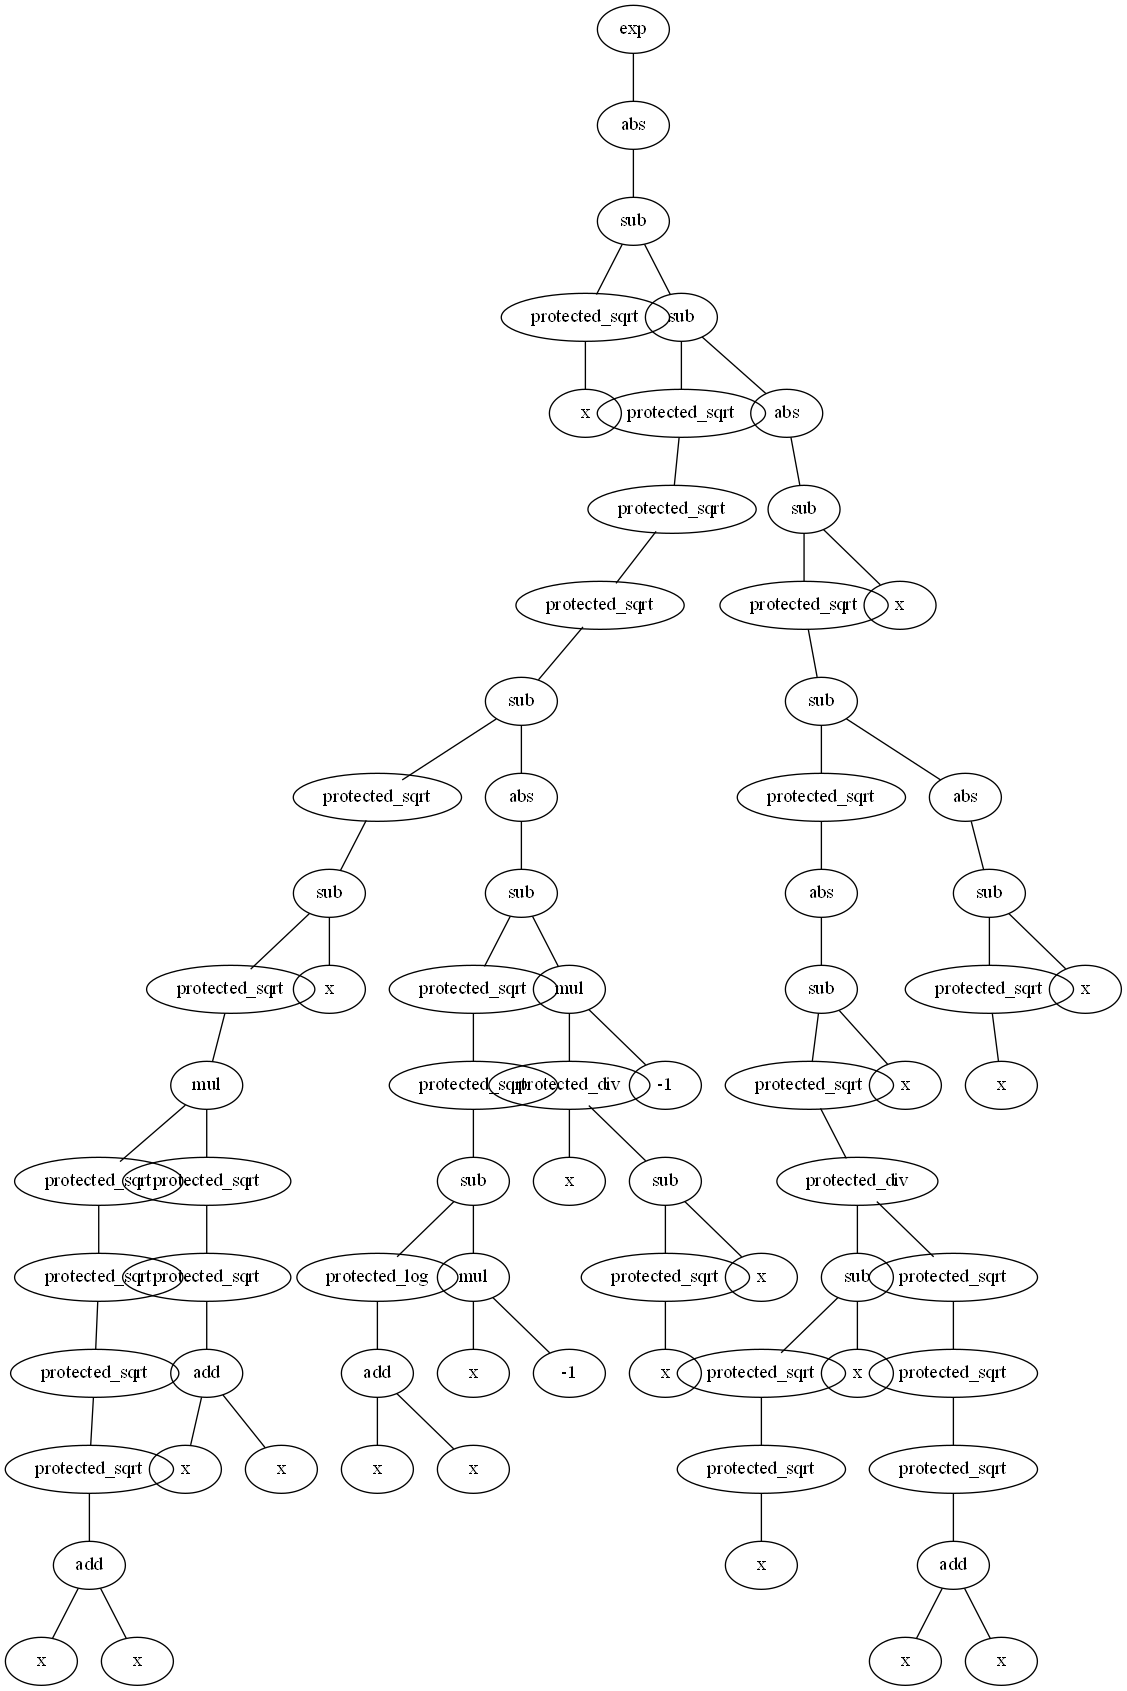 exp
abs
sub
protected_sqrt sub
x protected_sqrt abs
protected_sqrt sub
protected_sqrt protected_sqrt x
sub sub
protected_sqrt abs protected_sqrt abs
sub sub abs sub
protected_sqrt x protected_sqrt mul sub protected_sqrt x
mul protected_sqrt protected_div -1 protected_sqrt x x
protected_sqrt protected_sqrt sub x sub protected_div
protected_sqrt protected_sqrt protected_log mul protected_sqrt x sub protected_sqrt
protected_sqrt add add x -1 x protected_sqrt x protected_sqrt
protected_sqrt x x x x protected_sqrt protected_sqrt
add x add
x x x x